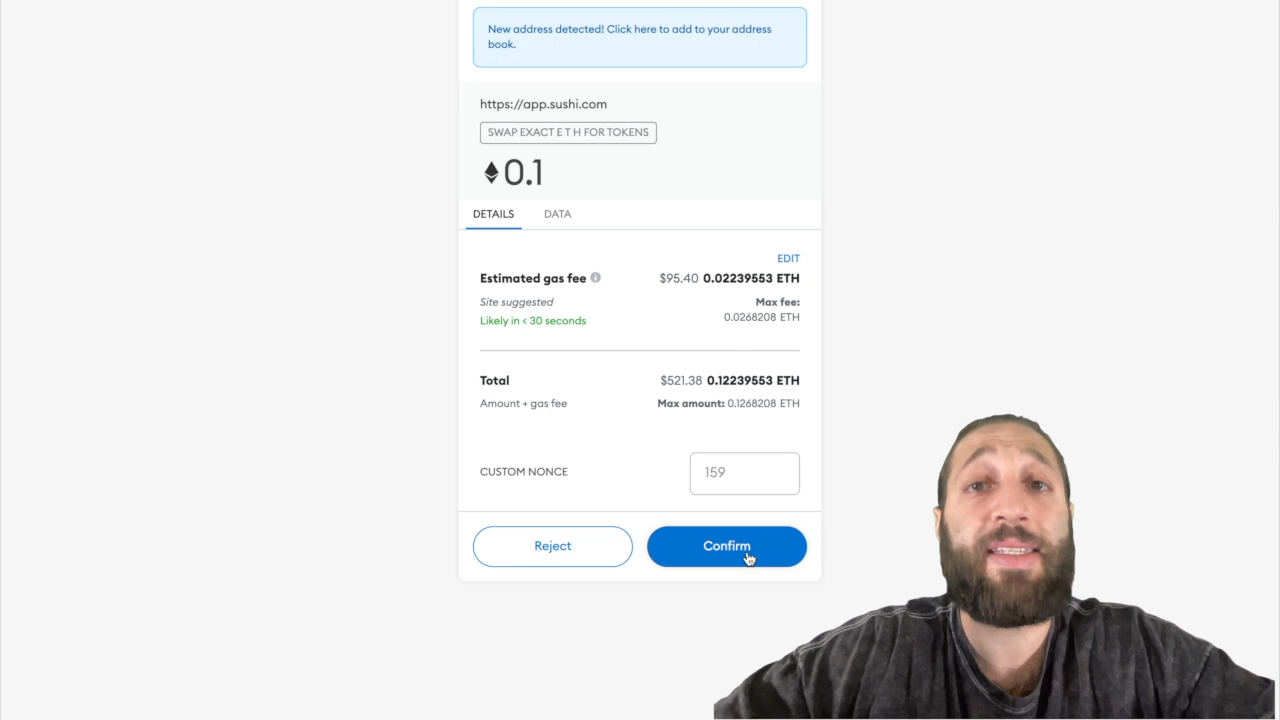 New address detected! Click here to add to your address
book.
https://app.sushi.com
SWAP EXACT E T H FOR TOKENS
0.1
DETAILS DATA
EDIT
Estimated gas fee $95.40 0.02239553 ETH
Site suggested Max fee:
Likely in < 30 seconds 0.0268208 ETH
Total $521.38 0.12239553 ETH
Amount + gas fee Max amount: 0.1268208 ETH
CUSTOM NONCE 159
Reject Confirm